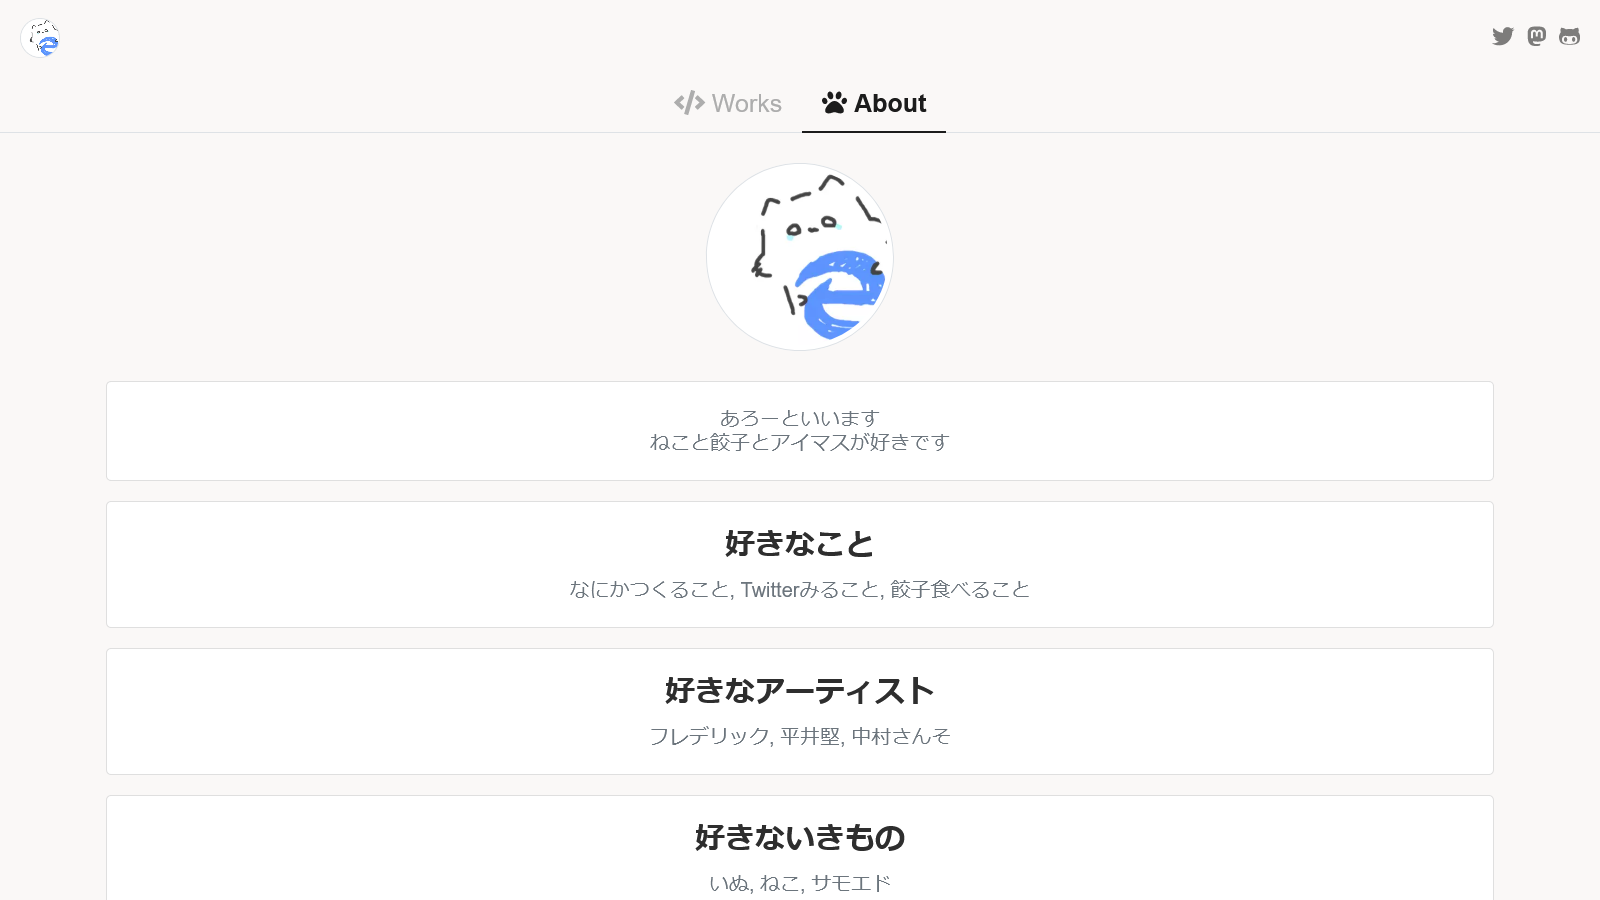 Works
About
あろーといいます
ねこと餃子とアイマスが好きです
好きなこと
なにかつくること, Twitterみること, 餃子食べること
好きなアーティスト
フレデリック, 平井堅, 中村さんそ
好きないきもの
いぬ, ねこ, サモエド